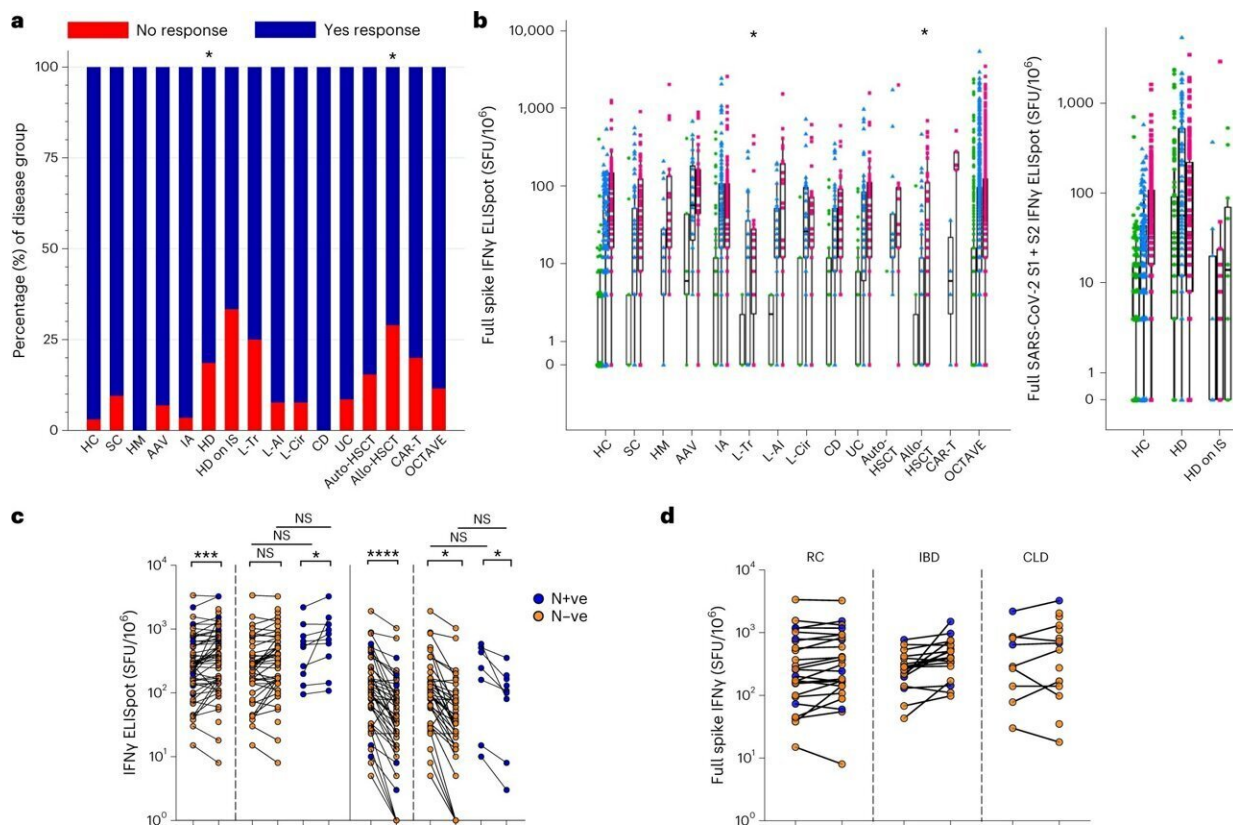 a
No response
Yes response
*
*
Percentage (%) of disease group
100
75
50
25
0
HC
SC
HM
AAV
IA
HD
HD on IS
L-Tr
L-AI
L-Cir
CD
UC
Auto-HSCT
Allo-HSCT
CAR-T
OCTAVE
b
*
*
Full spike IFNγ ELISpot (SFU/10⁶)
10,000
1,000
100
10
1
0
HC
SC
HM
AAV
IA
L-Tr
L-AI
L-Cir
CD
UC
Auto-
HSCT
Allo-
HSCT
CAR-T
OCTAVE
Full SARS-CoV-2 S1 + S2 IFNγ ELISpot (SFU/10⁶)
1,000
100
10
1
0
HC
HD
HD on IS
c
NS
NS
NS
NS
NS
***
*
****
*
*
IFNγ ELISpot (SFU/10⁶)
10⁴
10³
10²
10¹
10⁰
N+ve
N−ve
d
RC
IBD
CLD
Full spike IFNγ (SFU/10⁶)
10⁴
10³
10²
10¹
10⁰